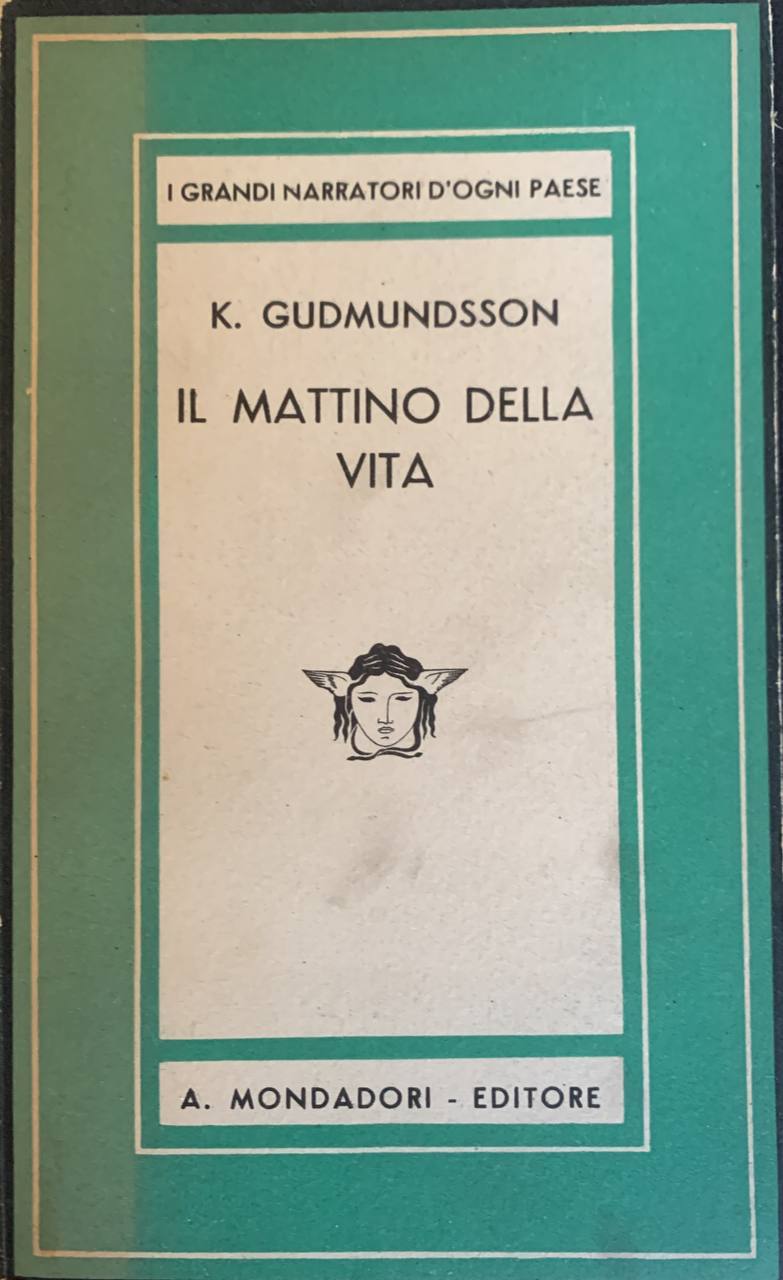 I GRANDI NARRATORI D'OGNI PAESE
K. GUDMUNDSSON
IL MATTINO DELLA
VITA
A. MONDADORI - EDITORE